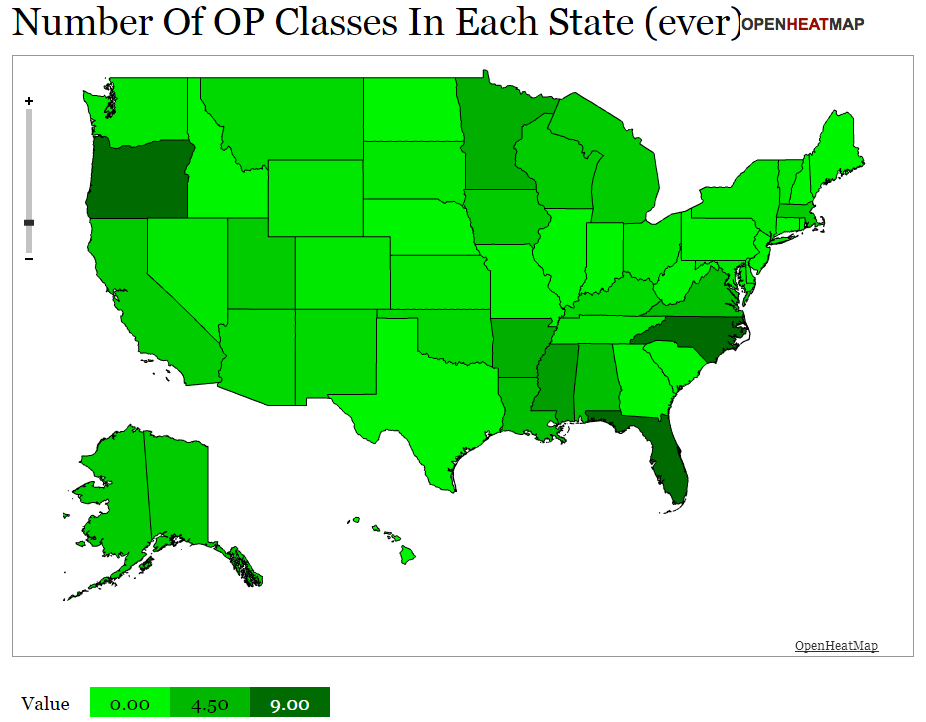 Number Of OP Classes In Each State (ever)
OPENHEATMAP
+
-
OpenHeatMap
Value 0.00 4.50 9.00